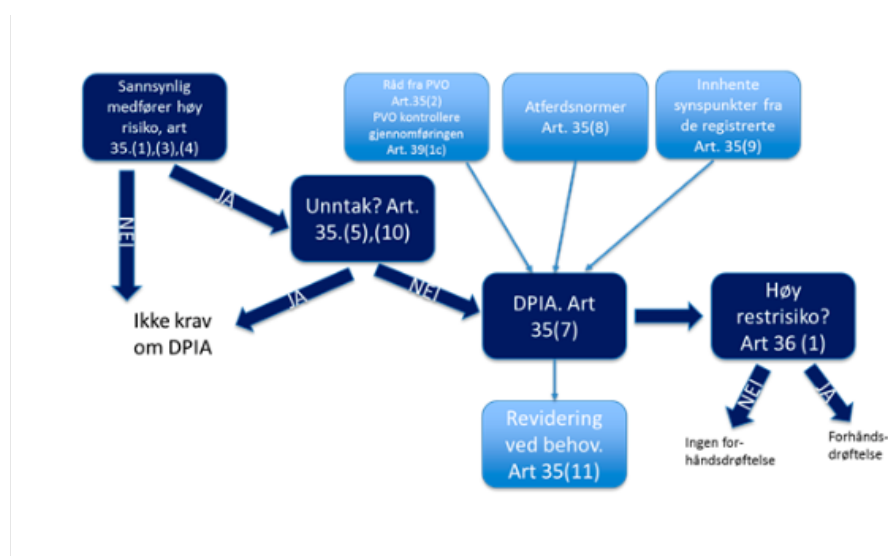 Sannsynlig
medfører høy
risiko, art
35.(1),(3),(4)
Råd fra PVO
Art.35(2)
PVO kontrollere
gjennomføringen
Art. 39(1c)
Atferdsnormer
Art. 35(8)
Innhente
synspunkter fra
de registrerte
Art. 35(9)
NEI
JA
Unntak? Art.
35.(5),(10)
JA
NEI
Ikke krav
om DPIA
DPIA. Art
35(7)
Høy
restrisiko?
Art 36 (1)
NEI
JA
Revidering
ved behov.
Art 35(11)
Ingen for-
håndsdrøftelse
Forhånds-
drøftelse